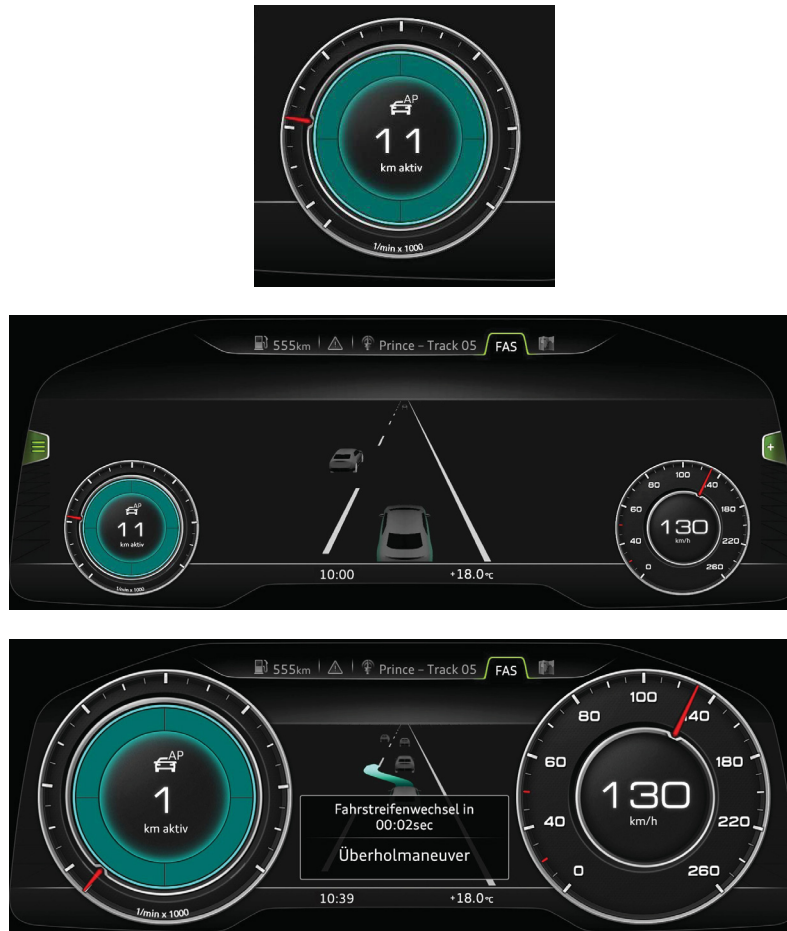 AP
11
km aktiv
1/min x 1000
555km
Prince – Track 05
FAS
AP
11
km aktiv
1/min x 1000
0
40
60
80
100
140
180
220
260
130
km/h
10:00
+18.0°C
555km
Prince – Track 05
FAS
AP
1
km aktiv
1/min x 1000
Fahrstreifenwechsel in
00:02sec
Überholmaneuver
0
40
60
80
100
140
180
220
260
130
km/h
10:39
+18.0°C